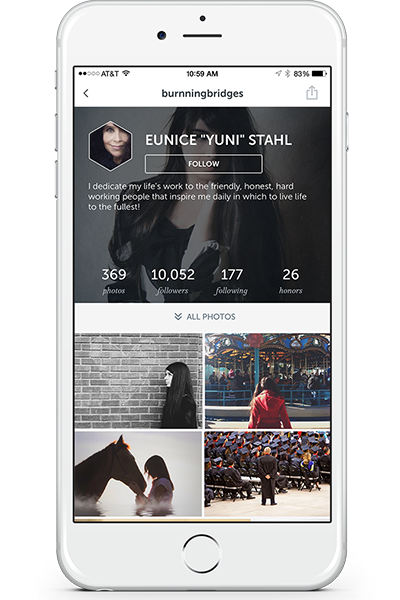 AT&T 10:59 AM 83%
burnningbridges
EUNICE "YUNI" STAHL
FOLLOW
I dedicate my life's work to the friendly, honest, hard
working people that inspire me daily in which to live life
to the fullest!
369 10,052 177 26
photos followers following honors
ALL PHOTOS